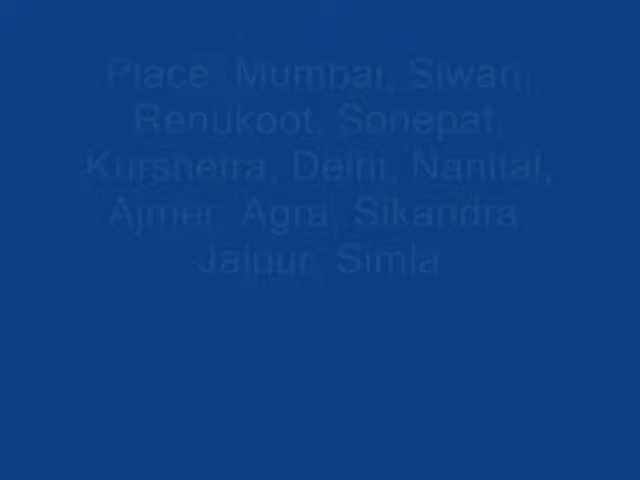 Place: Mumbai, Siwan,
Renukoot, Sonepat,
Kurshetra, Delhi, Nanital,
Ajmer, Agra, Sikandra,
Jaipur, Simla